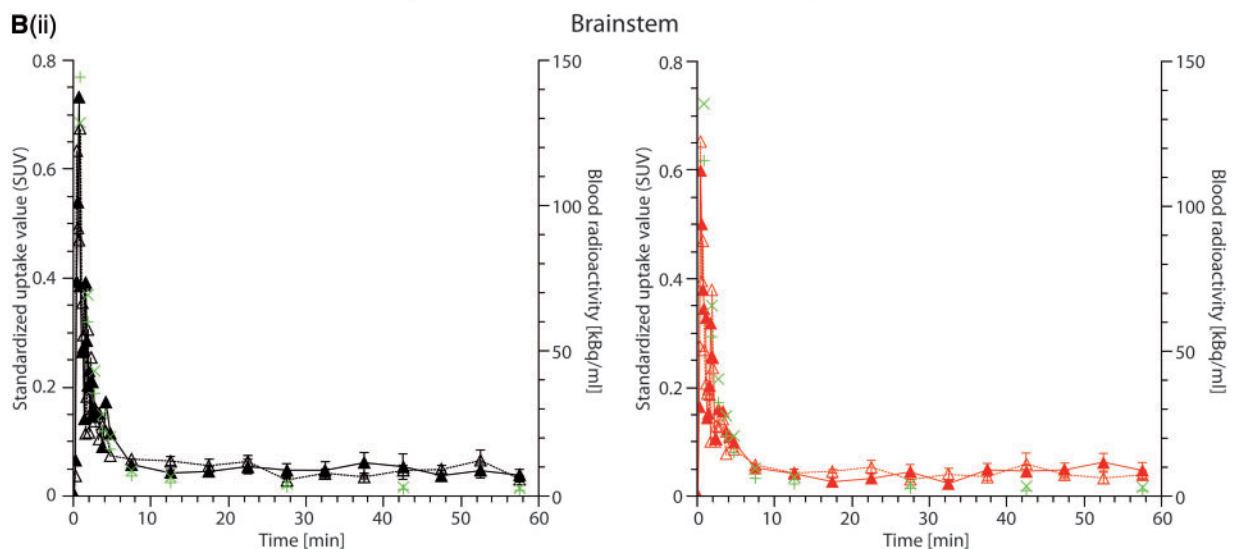 B(ii)
Brainstem
Standardized uptake value (SUV)
0.8
0.6
0.4
0.2
0
150
100
50
0
Blood radioactivity [kBq/ml]
0 10 20 30 40 50 60
Time [min]
Standardized uptake value (SUV)
0.8
0.6
0.4
0.2
0
150
100
50
0
Blood radioactivity [kBq/ml]
0 10 20 30 40 50 60
Time [min]